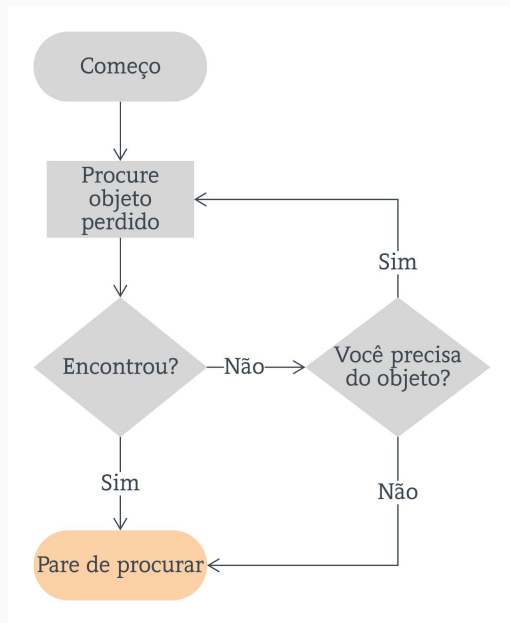 Começo
Procure
objeto
perdido
Sim
Encontrou?
Não
Você precisa
do objeto?
Sim
Não
Pare de procurar